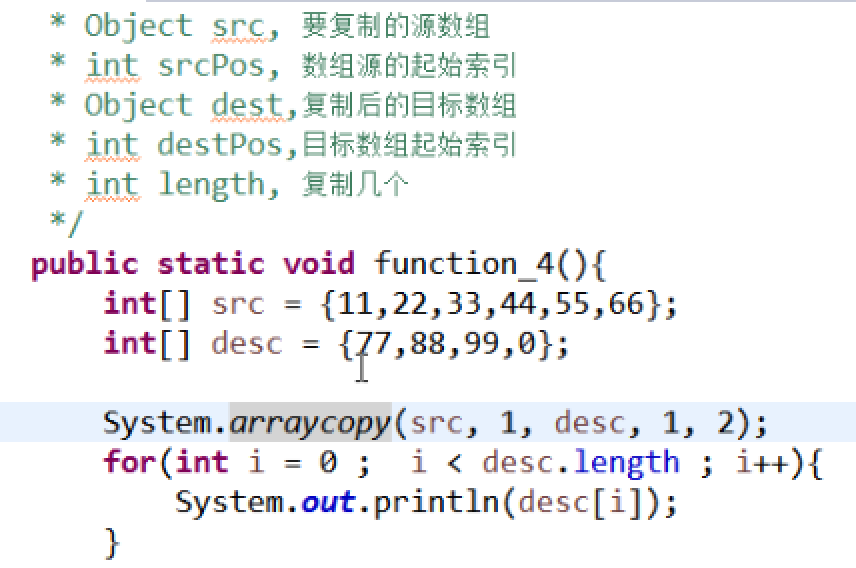 * Object src, 要复制的源数组
* int srcPos, 数组源的起始索引
* Object dest,复制后的目标数组
* int destPos,目标数组起始索引
* int length, 复制几个
*/
public static void function_4(){
int[] src = {11,22,33,44,55,66};
int[] desc = {77,88,99,0};
System.arraycopy(src, 1, desc, 1, 2);
for(int i = 0 ;  i < desc.length ; i++){
System.out.println(desc[i]);
}